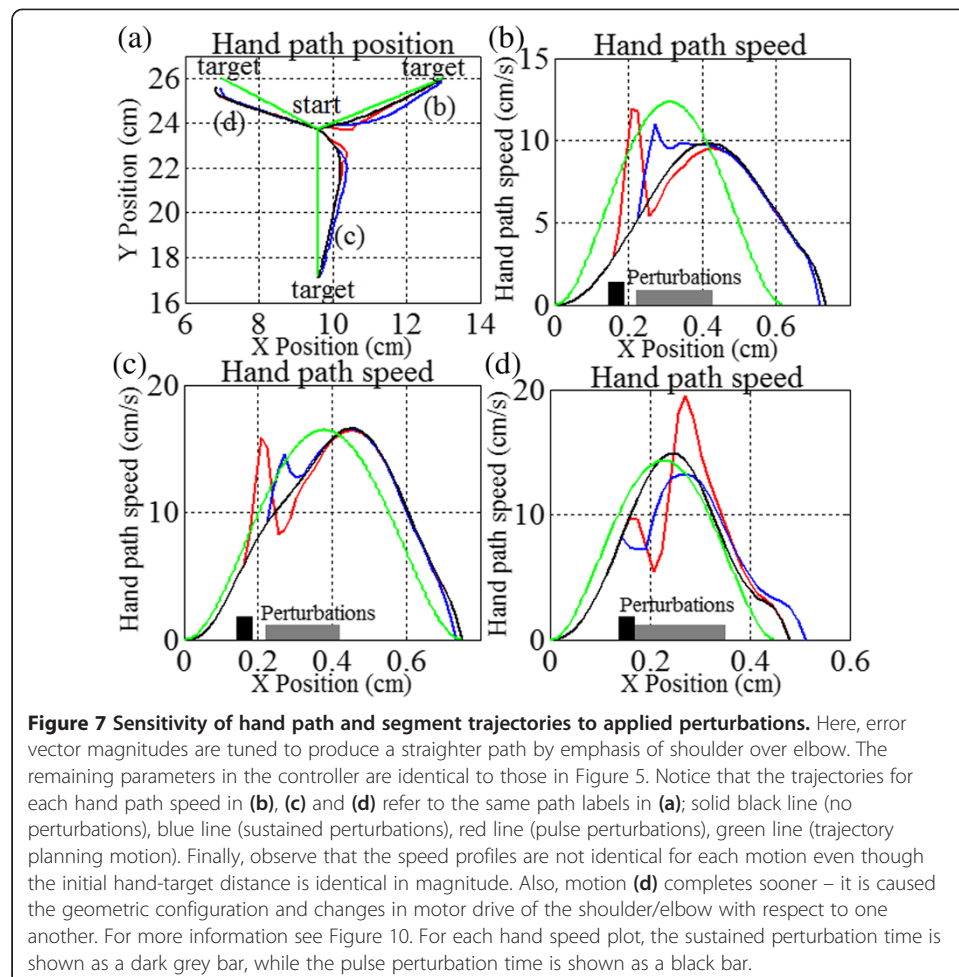 (a)
Hand path position
target
target
start
(d)
(b)
(c)
target
Y Position (cm)
26
24
22
20
18
16
6 8 10 12 14
X Position (cm)
(b)
Hand path speed
Hand path speed (cm/s)
15
10
5
0
Perturbations
0 0.2 0.4 0.6
X Position (cm)
(c)
Hand path speed
Hand path speed (cm/s)
20
10
0
Perturbations
0 0.2 0.4 0.6
X Position (cm)
(d)
Hand path speed
Hand path speed (cm/s)
20
10
0
Perturbations
0 0.2 0.4 0.6
X Position (cm)
Figure 7 Sensitivity of hand path and segment trajectories to applied perturbations. Here, error
vector magnitudes are tuned to produce a straighter path by emphasis of shoulder over elbow. The
remaining parameters in the controller are identical to those in Figure 5. Notice that the trajectories for
each hand path speed in (b), (c) and (d) refer to the same path labels in (a); solid black line (no
perturbations), blue line (sustained perturbations), red line (pulse perturbations), green line (trajectory
planning motion). Finally, observe that the speed profiles are not identical for each motion even though
the initial hand-target distance is identical in magnitude. Also, motion (d) completes sooner – it is caused
the geometric configuration and changes in motor drive of the shoulder/elbow with respect to one
another. For more information see Figure 10. For each hand speed plot, the sustained perturbation time is
shown as a dark grey bar, while the pulse perturbation time is shown as a black bar.